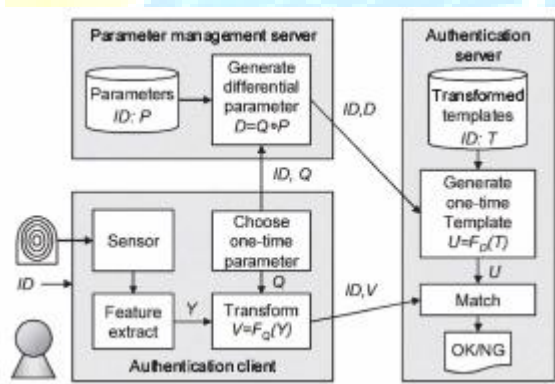 Parameter management server
Parameters
ID: P
Generate
differential
parameter
D=Q∘P
ID,D
ID, Q
Authentication
server
Transformed
templates
ID: T
Generate
one-time
Template
U=F_D(T)
U
Match
OK/NG
ID
Sensor
Feature
extract
Y
Choose
one-time
parameter
Q
Transform
V=F_Q(Y)
ID,V
Authentication client